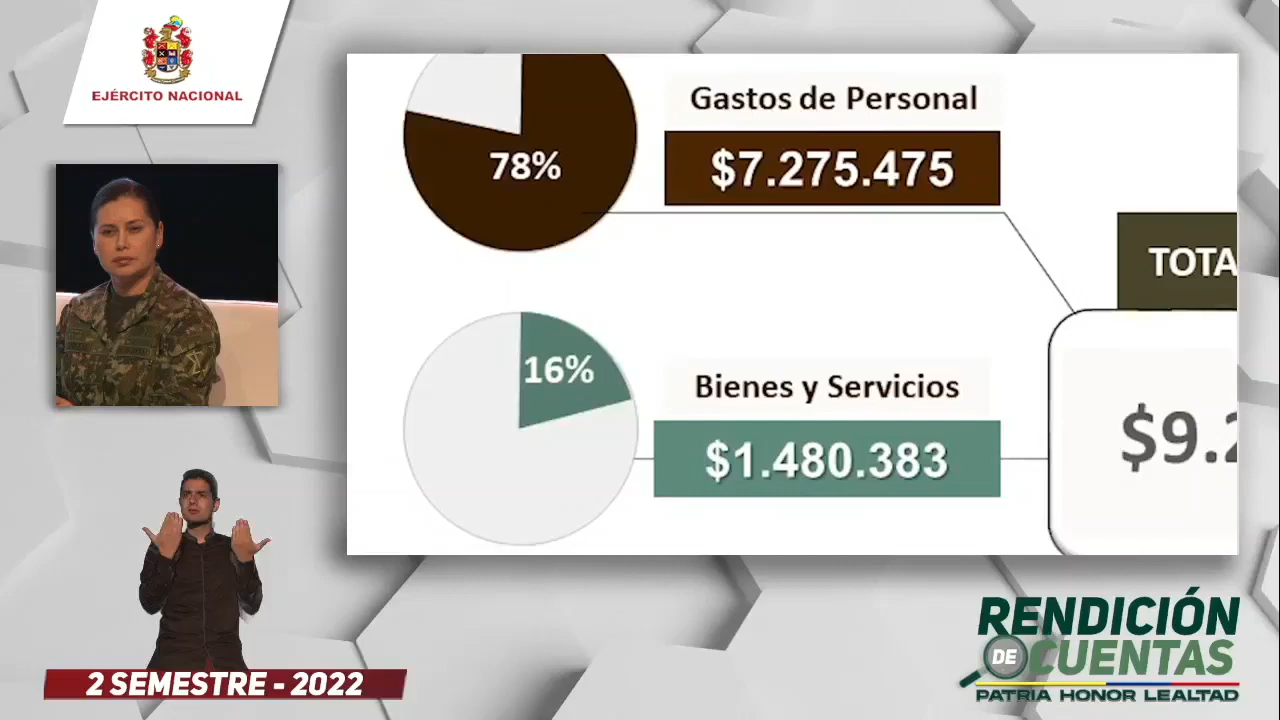 EJÉRCITO NACIONAL
Gastos de Personal
78%
$7.275.475
TOTA
16%
Bienes y Servicios
$1.480.383
$9.2
RENDICIÓN
DE CUENTAS
PATRIA HONOR LEALTAD
2 SEMESTRE - 2022